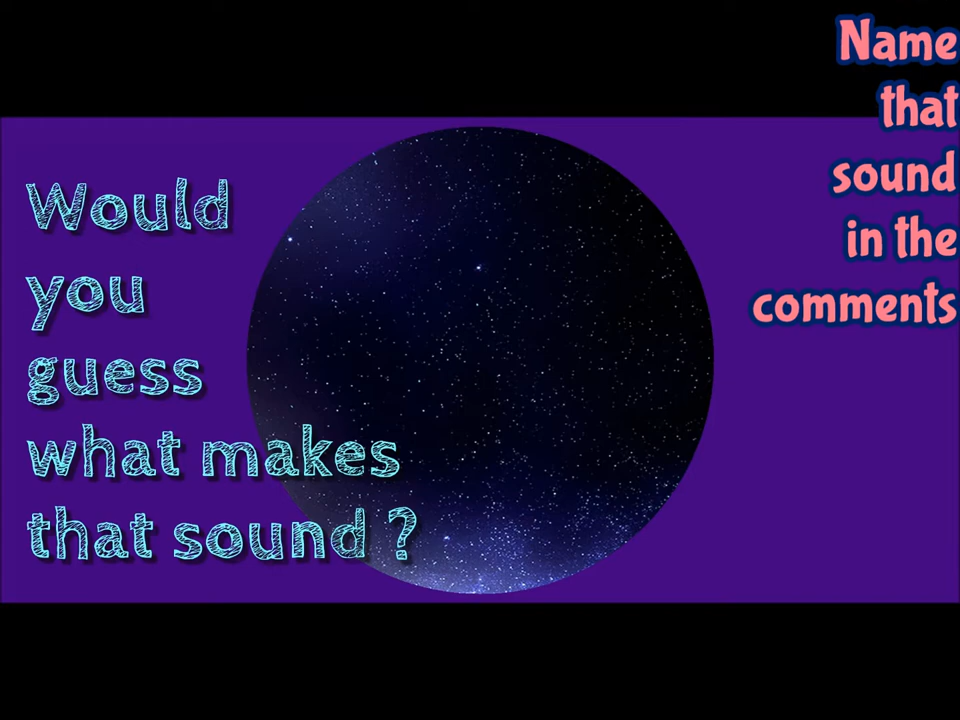 Name
that
sound
in the
comments
Would
you
guess
what makes
that sound ?